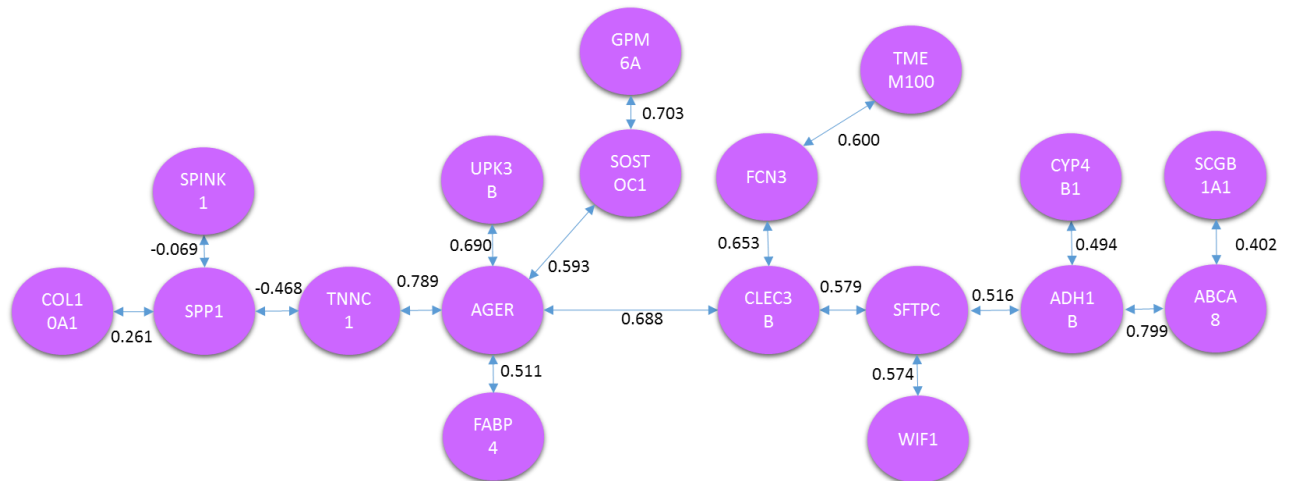 GPM
6A
TME
M100
0.703
0.600
SPINK
1
UPK3
B
SOST
OC1
FCN3
CYP4
B1
SCGB
1A1
-0.069
0.690
0.593
0.653
0.494
0.402
COL1
0A1
0.261
SPP1
-0.468
TNNC
1
0.789
AGER
0.688
CLEC3
B
0.579
SFTPC
0.516
ADH1
B
0.799
ABCA
8
0.511
0.574
FABP
4
WIF1